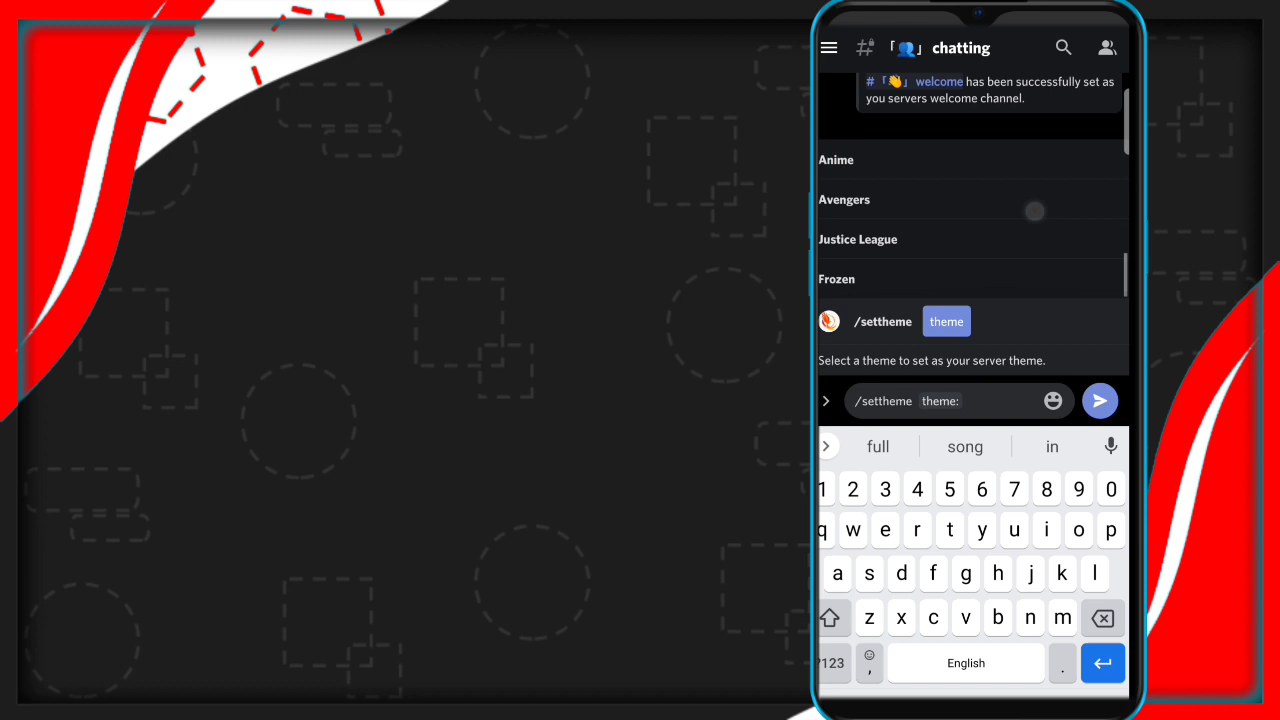 # 「👥」 chatting
# 「👋」 welcome has been successfully set as
you servers welcome channel.
Anime
Avengers
Justice League
Frozen
/settheme theme
Select a theme to set as your server theme.
/settheme theme:
full song in
1 2 3 4 5 6 7 8 9 0
q w e r t y u i o p
a s d f g h j k l
z x c v b n m
?123 , English .